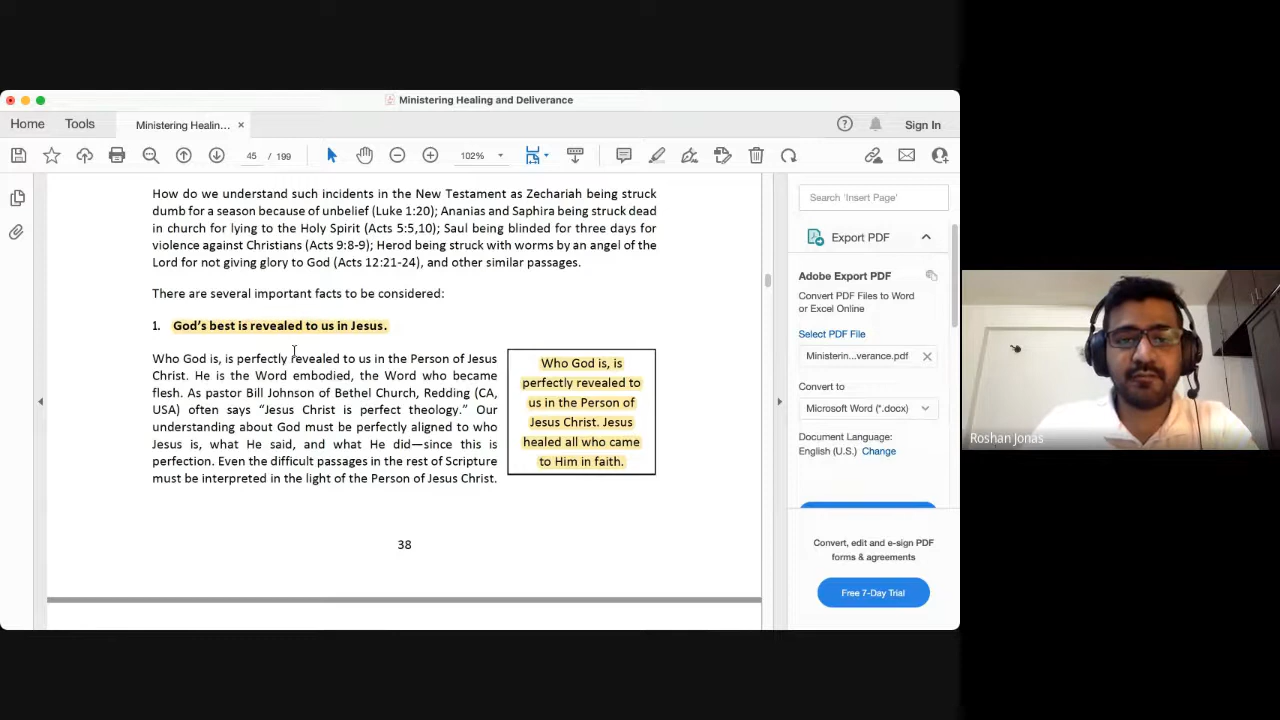 Ministering Healing and Deliverance
Home
Tools
Ministering Healin...
×
Sign In
45 / 199
102%
How do we understand such incidents in the New Testament as Zechariah being struck
dumb for a season because of unbelief (Luke 1:20); Ananias and Saphira being struck dead
in church for lying to the Holy Spirit (Acts 5:5,10); Saul being blinded for three days for
violence against Christians (Acts 9:8-9); Herod being struck with worms by an angel of the
Lord for not giving glory to God (Acts 12:21-24), and other similar passages.
There are several important facts to be considered:
1. God’s best is revealed to us in Jesus.
Who God is, is perfectly revealed to us in the Person of Jesus
Christ. He is the Word embodied, the Word who became
flesh. As pastor Bill Johnson of Bethel Church, Redding (CA,
USA) often says “Jesus Christ is perfect theology.” Our
understanding about God must be perfectly aligned to who
Jesus is, what He said, and what He did—since this is
perfection. Even the difficult passages in the rest of Scripture
must be interpreted in the light of the Person of Jesus Christ.
Who God is, is
perfectly revealed to
us in the Person of
Jesus Christ. Jesus
healed all who came
to Him in faith.
38
Search ‘Insert Page’
Export PDF
Adobe Export PDF
Convert PDF Files to Word
or Excel Online
Select PDF File
Ministerin...verance.pdf
Convert to
Microsoft Word (*.docx)
Document Language:
English (U.S.) Change
Convert, edit and e-sign PDF
forms & agreements
Free 7-Day Trial
Roshan Jonas